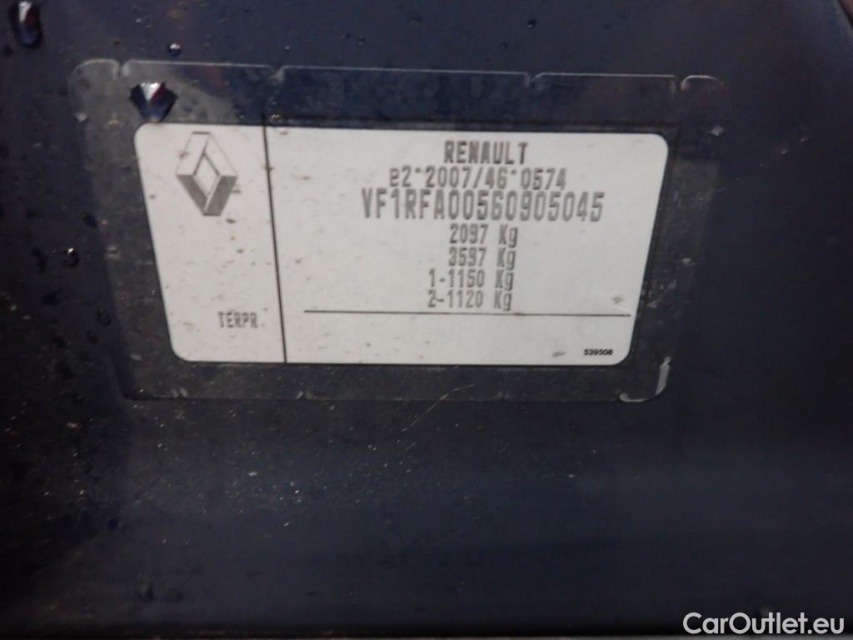 RENAULT
e2*2007/46*0574
VF1RFA00560905045
2097 Kg
3597 Kg
1-1150 Kg
2-1120 Kg
TERPR
539508
CarOutlet.eu